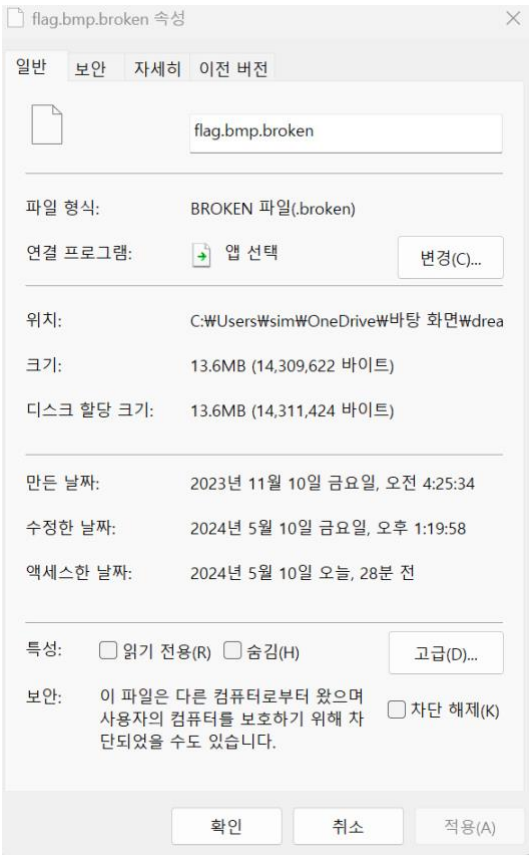 flag.bmp.broken 속성
일반 보안 자세히 이전 버전
flag.bmp.broken
파일 형식: BROKEN 파일(.broken)
연결 프로그램: 앱 선택 변경(C)...
위치: C:₩Users₩sim₩OneDrive₩바탕 화면₩drea
크기: 13.6MB (14,309,622 바이트)
디스크 할당 크기: 13.6MB (14,311,424 바이트)
만든 날짜: 2023년 11월 10일 금요일, 오전 4:25:34
수정한 날짜: 2024년 5월 10일 금요일, 오후 1:19:58
액세스한 날짜: 2024년 5월 10일 오늘, 28분 전
특성: 읽기 전용(R) 숨김(H) 고급(D)...
보안: 이 파일은 다른 컴퓨터로부터 왔으며
사용자의 컴퓨터를 보호하기 위해 차 차단 해제(K)
단되었을 수도 있습니다.
확인 취소 적용(A)